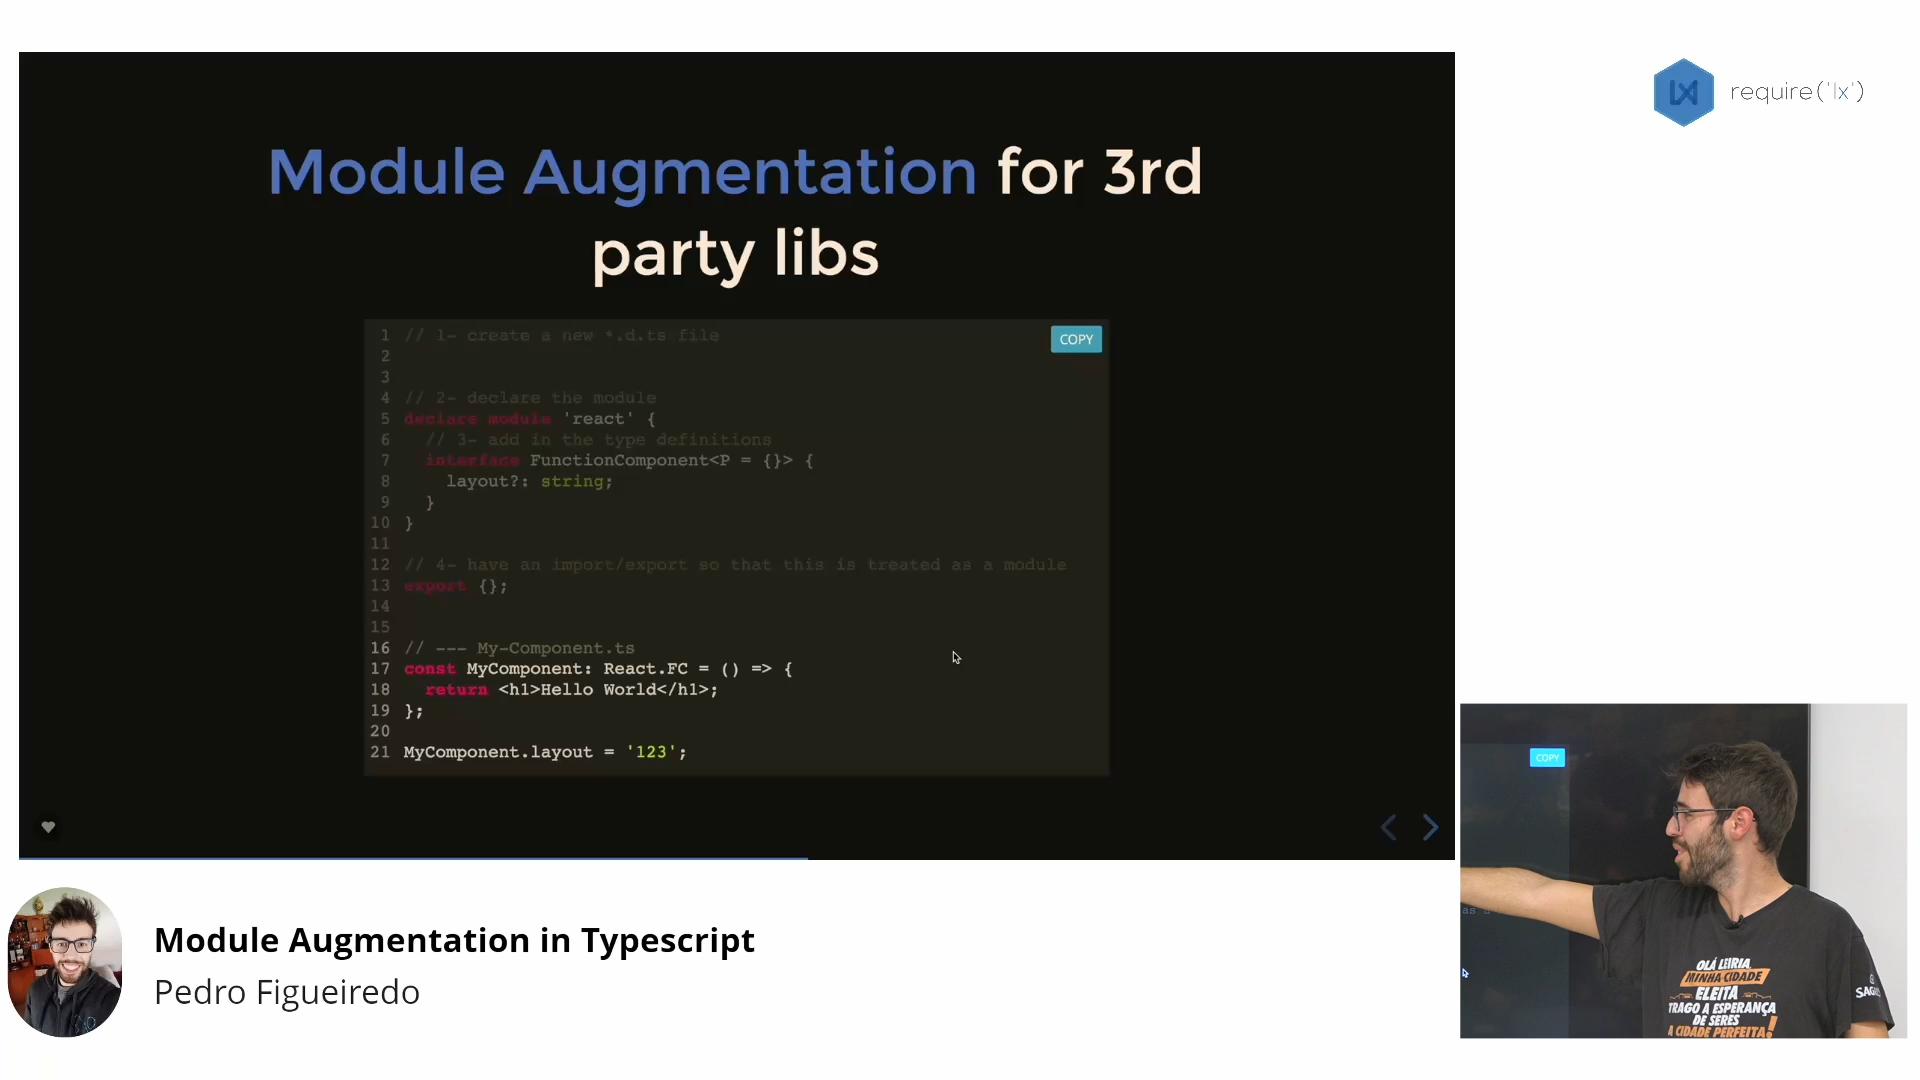 require('lx')
Module Augmentation for 3rd
party libs
COPY
1 // 1- create a new *.d.ts file
2
3
4 // 2- declare the module
5 declare module 'react' {
6 // 3- add in the type definitions
7 interface FunctionComponent<P = {}> {
8 layout?: string;
9 }
10 }
11
12 // 4- have an import/export so that this is treated as a module
13 export {};
14
15
16 // --- My-Component.ts
17 const MyComponent: React.FC = () => {
18 return <h1>Hello World</h1>;
19 };
20
21 MyComponent.layout = '123';
COPY
as a
OLÁ LEIRIA
MINHA CIDADE
ELEITA
TRAGO A ESPERANÇA
DE SERES
A CIDADE PERFEITA!
Module Augmentation in Typescript
Pedro Figueiredo